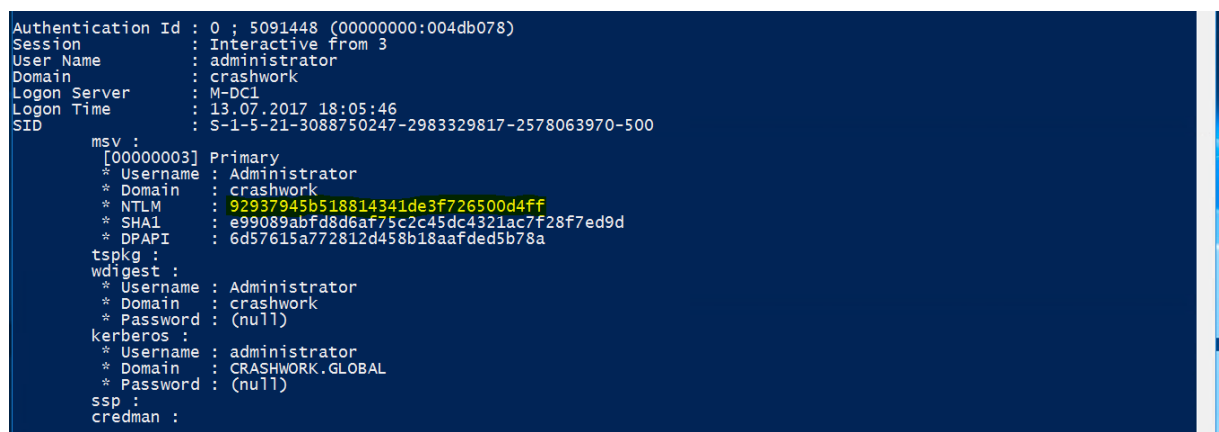 Authentication Id : 0 ; 5091448 (00000000:004db078)
Session           : Interactive from 3
User Name         : administrator
Domain            : crashwork
Logon Server      : M-DC1
Logon Time        : 13.07.2017 18:05:46
SID               : S-1-5-21-3088750247-2983329817-2578063970-500
msv :
[00000003] Primary
* Username : Administrator
* Domain   : crashwork
* NTLM     : 92937945b518814341de3f726500d4ff
* SHA1     : e99089abfd8d6af75c2c45dc4321ac7f28f7ed9d
* DPAPI    : 6d57615a772812d458b18aafded5b78a
tspkg :
wdigest :
* Username : Administrator
* Domain   : crashwork
* Password : (null)
kerberos :
* Username : administrator
* Domain   : CRASHWORK.GLOBAL
* Password : (null)
ssp :
credman :